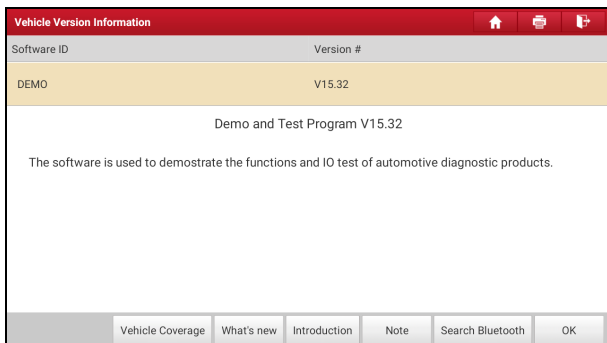 Vehicle Version Information
Software ID Version #
DEMO V15.32
Demo and Test Program V15.32
The software is used to demostrate the functions and IO test of automotive diagnostic products.
Vehicle Coverage What's new Introduction Note Search Bluetooth OK